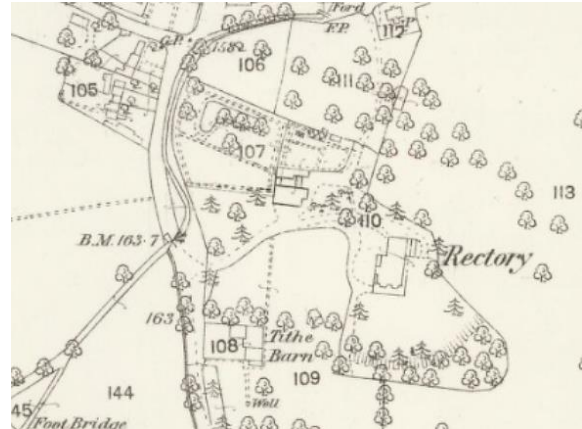 Ford
F.P.
P
112
G.P.
158
106
111
105
107
113
110
B.M. 163·7
Rectory
163
Tithe
Barn
108
109
144
Well
45
Foot Bridge